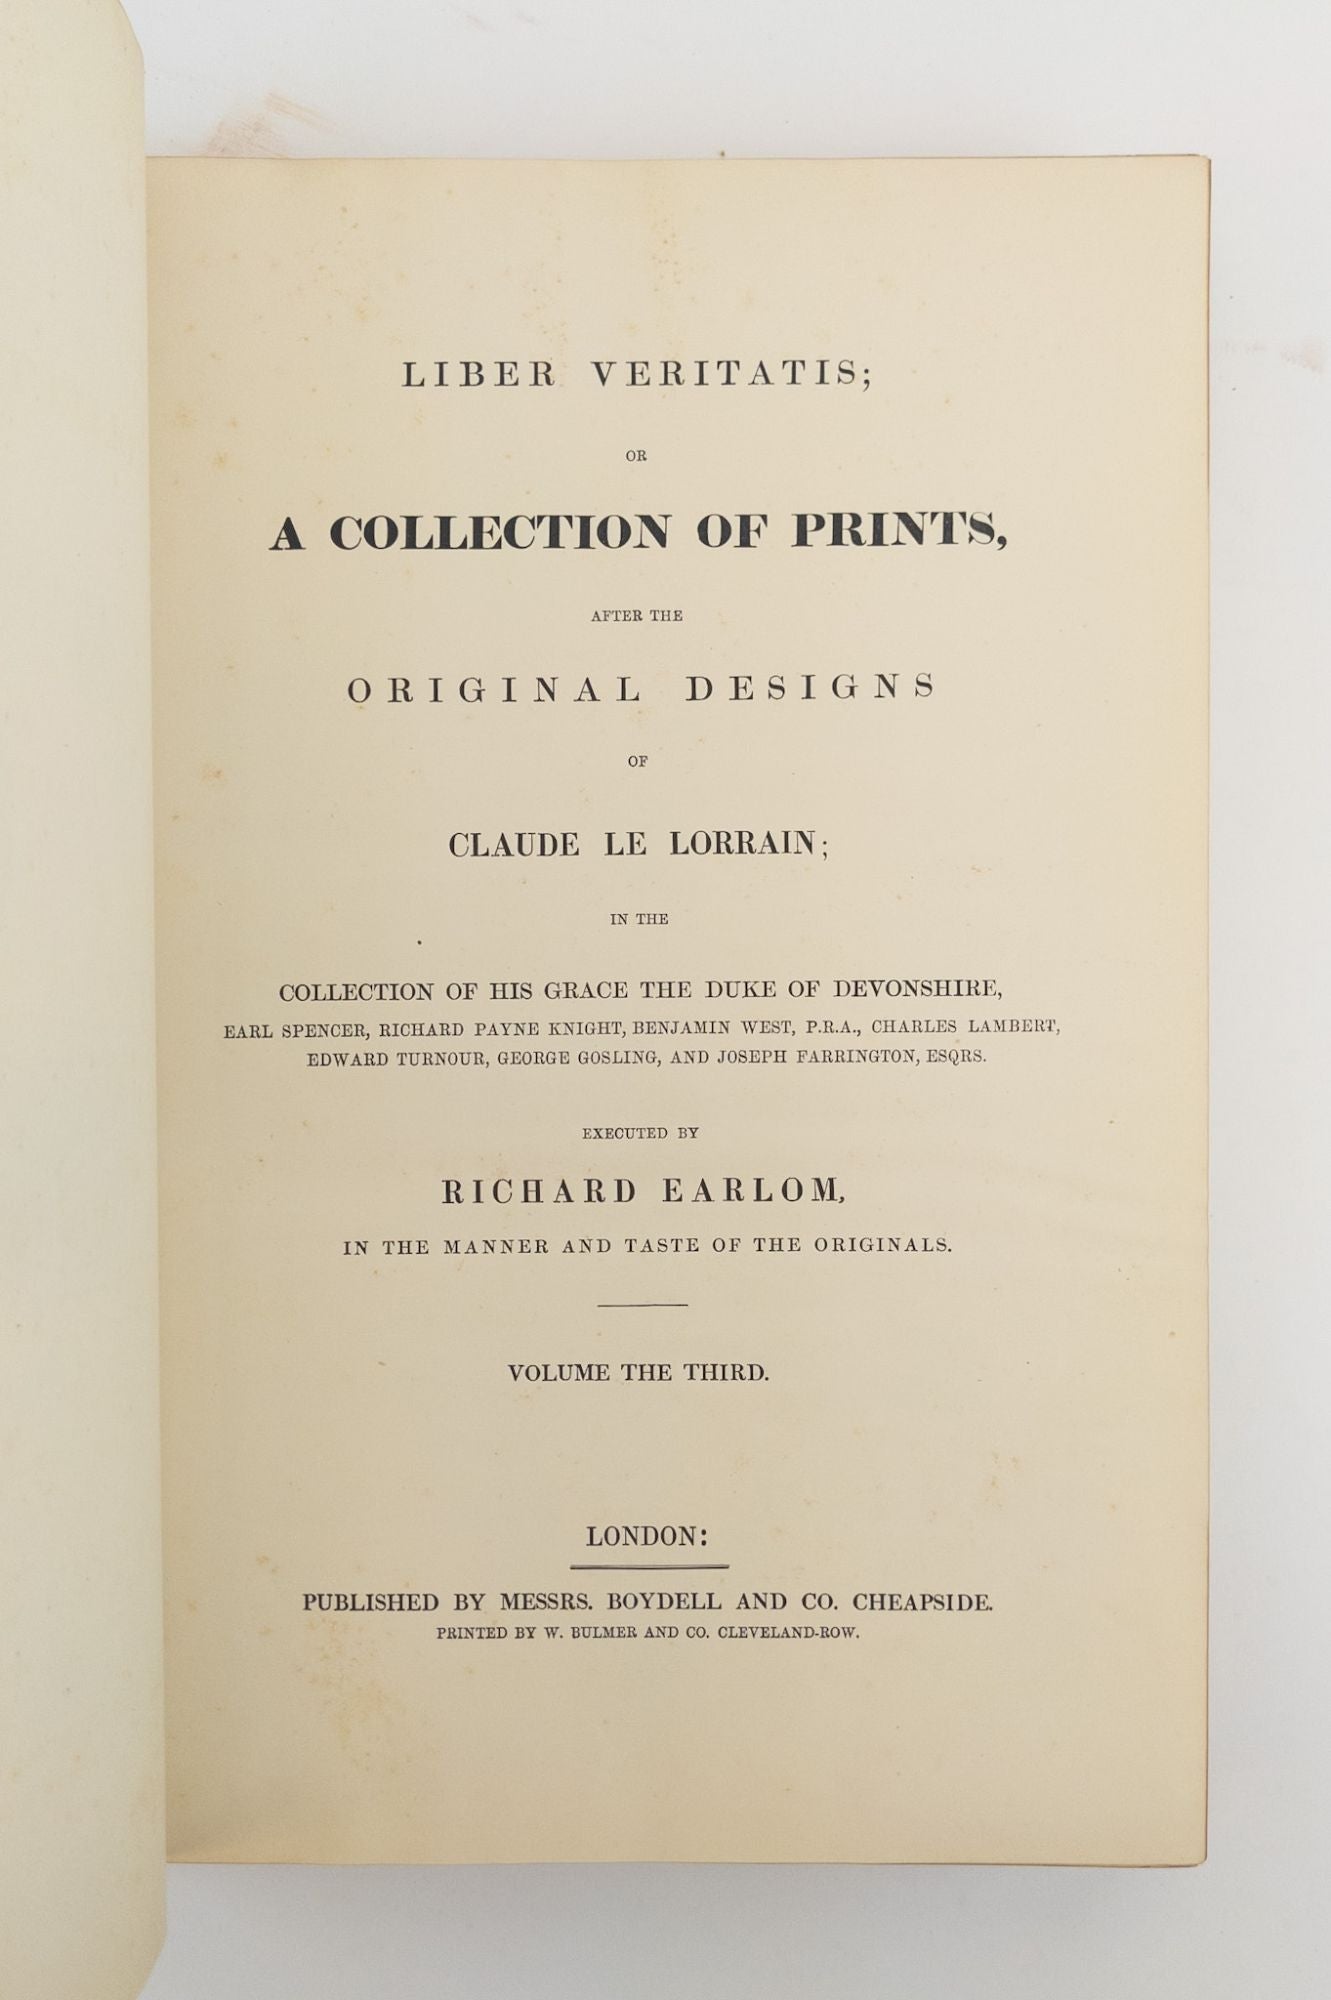 LIBER VERITATIS;
OR
A COLLECTION OF PRINTS,
AFTER THE
ORIGINAL DESIGNS
OF
CLAUDE LE LORRAIN;
IN THE
COLLECTION OF HIS GRACE THE DUKE OF DEVONSHIRE,
EARL SPENCER, RICHARD PAYNE KNIGHT, BENJAMIN WEST, P.R.A., CHARLES LAMBERT,
EDWARD TURNOUR, GEORGE GOSLING, AND JOSEPH FARRINGTON, ESQRS.
EXECUTED BY
RICHARD EARLOM,
IN THE MANNER AND TASTE OF THE ORIGINALS.
VOLUME THE THIRD.
LONDON:
PUBLISHED BY MESSRS. BOYDELL AND CO. CHEAPSIDE.
PRINTED BY W. BULMER AND CO. CLEVELAND-ROW.